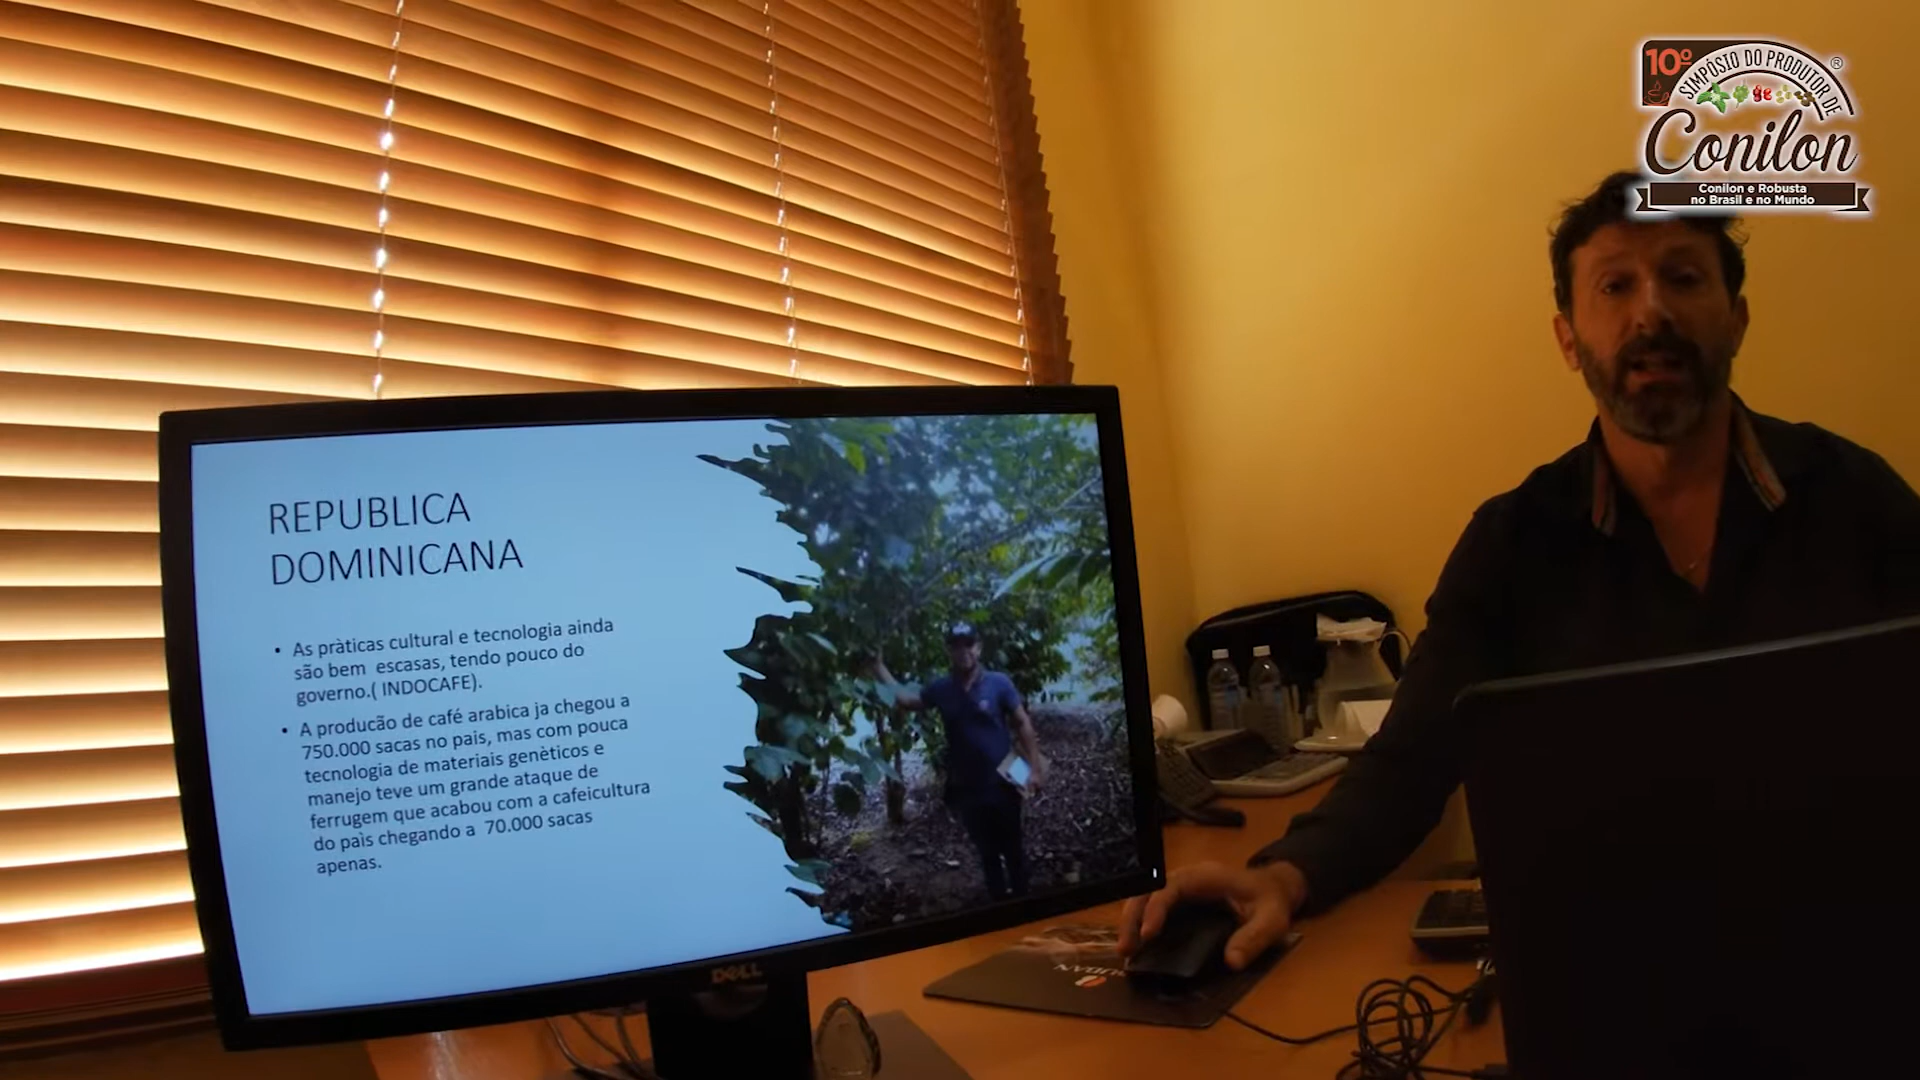 10º
SIMPÓSIO DO PRODUTOR DE
®
Conilon
Conilon e Robusta
no Brasil e no Mundo
REPUBLICA
DOMINICANA
• As pràticas cultural e tecnologia ainda
são bem escasas, tendo pouco do
governo.( INDOCAFE).
• A producão de café arabica ja chegou a
750.000 sacas no pais, mas com pouca
tecnologia de materiais genèticos e
manejo teve um grande ataque de
ferrugem que acabou com a cafeicultura
do paìs chegando a 70.000 sacas
apenas.
DELL